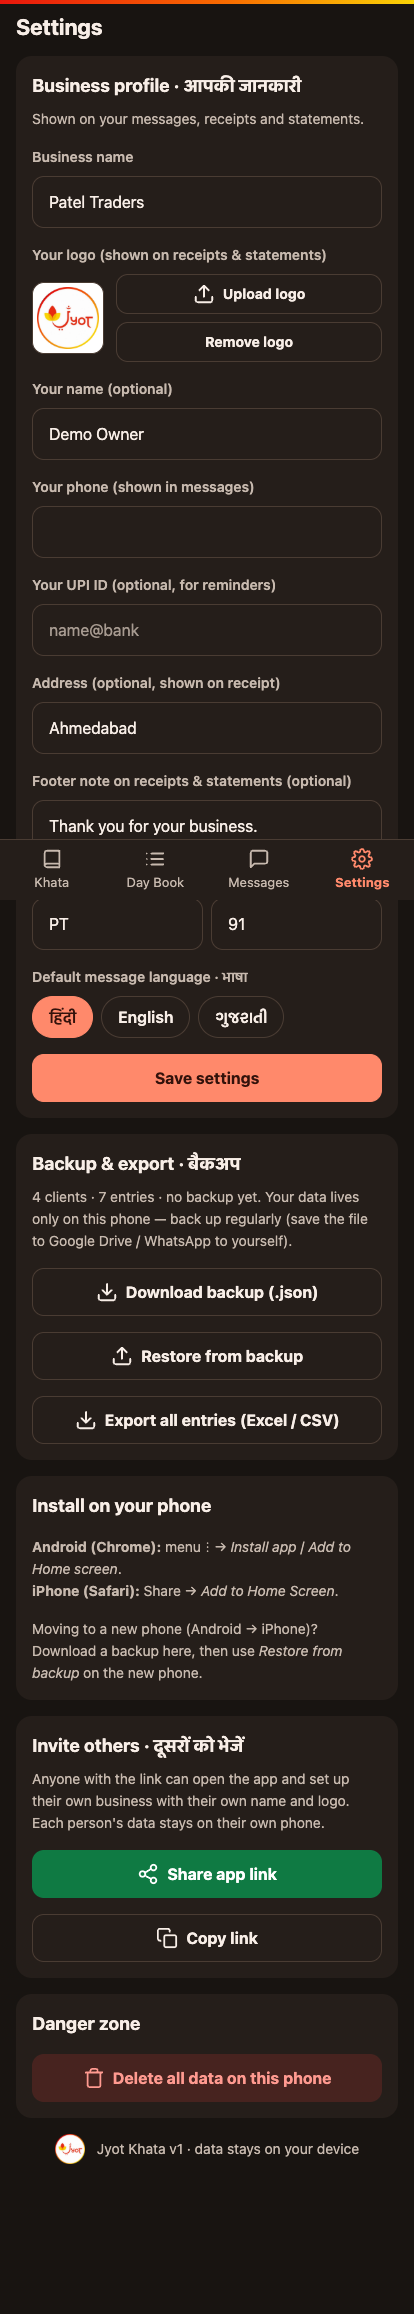 Settings
Business profile · आपकी जानकारी
Shown on your messages, receipts and statements.
Business name
Patel Traders
Your logo (shown on receipts & statements)
Jyot
Upload logo
Remove logo
Your name (optional)
Demo Owner
Your phone (shown in messages)
Your UPI ID (optional, for reminders)
name@bank
Address (optional, shown on receipt)
Ahmedabad
Footer note on receipts & statements (optional)
Thank you for your business.
Khata
Day Book
Messages
Settings
PT
91
Default message language · भाषा
हिंदी
English
ગુજરાતી
Save settings
Backup & export · बैकअप
4 clients · 7 entries · no backup yet. Your data lives
only on this phone — back up regularly (save the file
to Google Drive / WhatsApp to yourself).
Download backup (.json)
Restore from backup
Export all entries (Excel / CSV)
Install on your phone
Android (Chrome): menu ⋮ → Install app / Add to
Home screen.
iPhone (Safari): Share → Add to Home Screen.
Moving to a new phone (Android → iPhone)?
Download a backup here, then use Restore from
backup on the new phone.
Invite others · दूसरों को भेजें
Anyone with the link can open the app and set up
their own business with their own name and logo.
Each person's data stays on their own phone.
Share app link
Copy link
Danger zone
Delete all data on this phone
Jyot
Jyot Khata v1 · data stays on your device